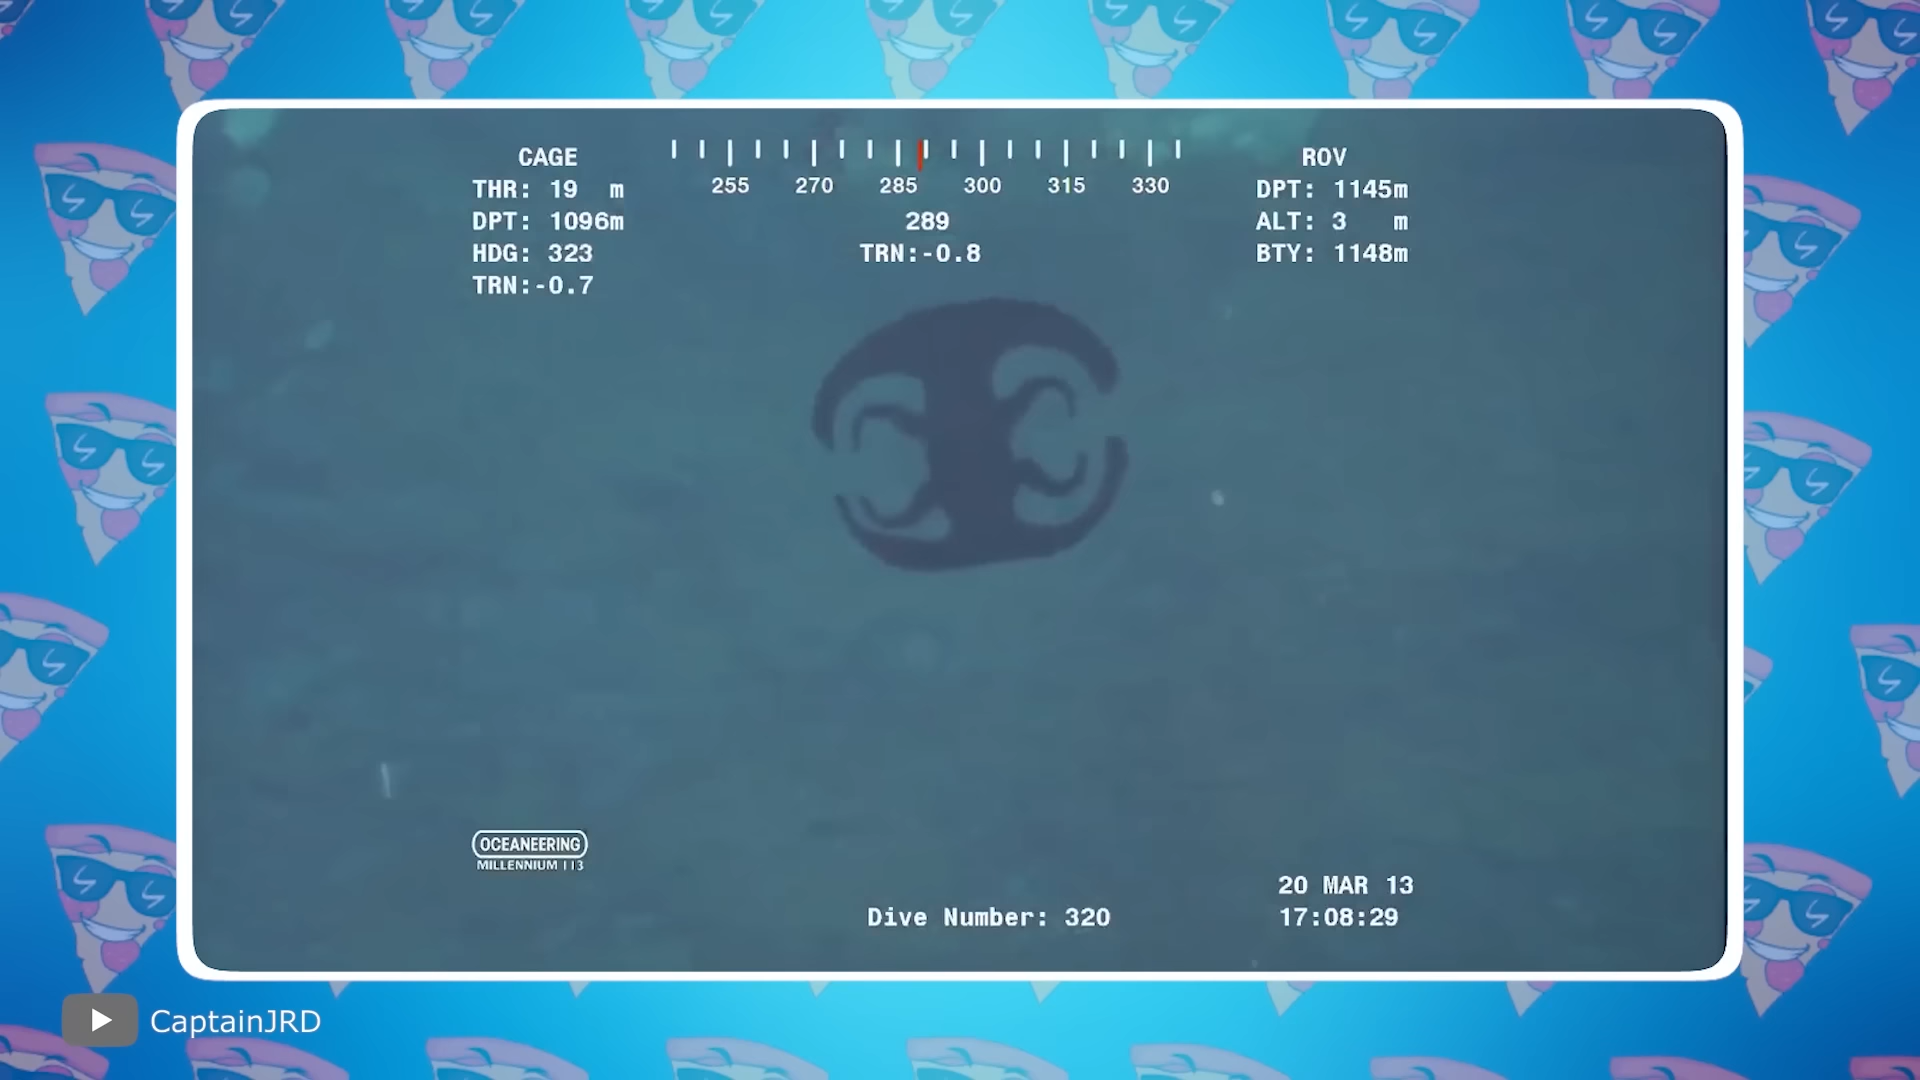 CAGE
THR: 19 m
DPT: 1096m
HDG: 323
TRN:-0.7
255 270 285 300 315 330
289
TRN:-0.8
ROV
DPT: 1145m
ALT: 3 m
BTY: 1148m
OCEANEERING
MILLENNIUM 113
Dive Number: 320
20 MAR 13
17:08:29
CaptainJRD